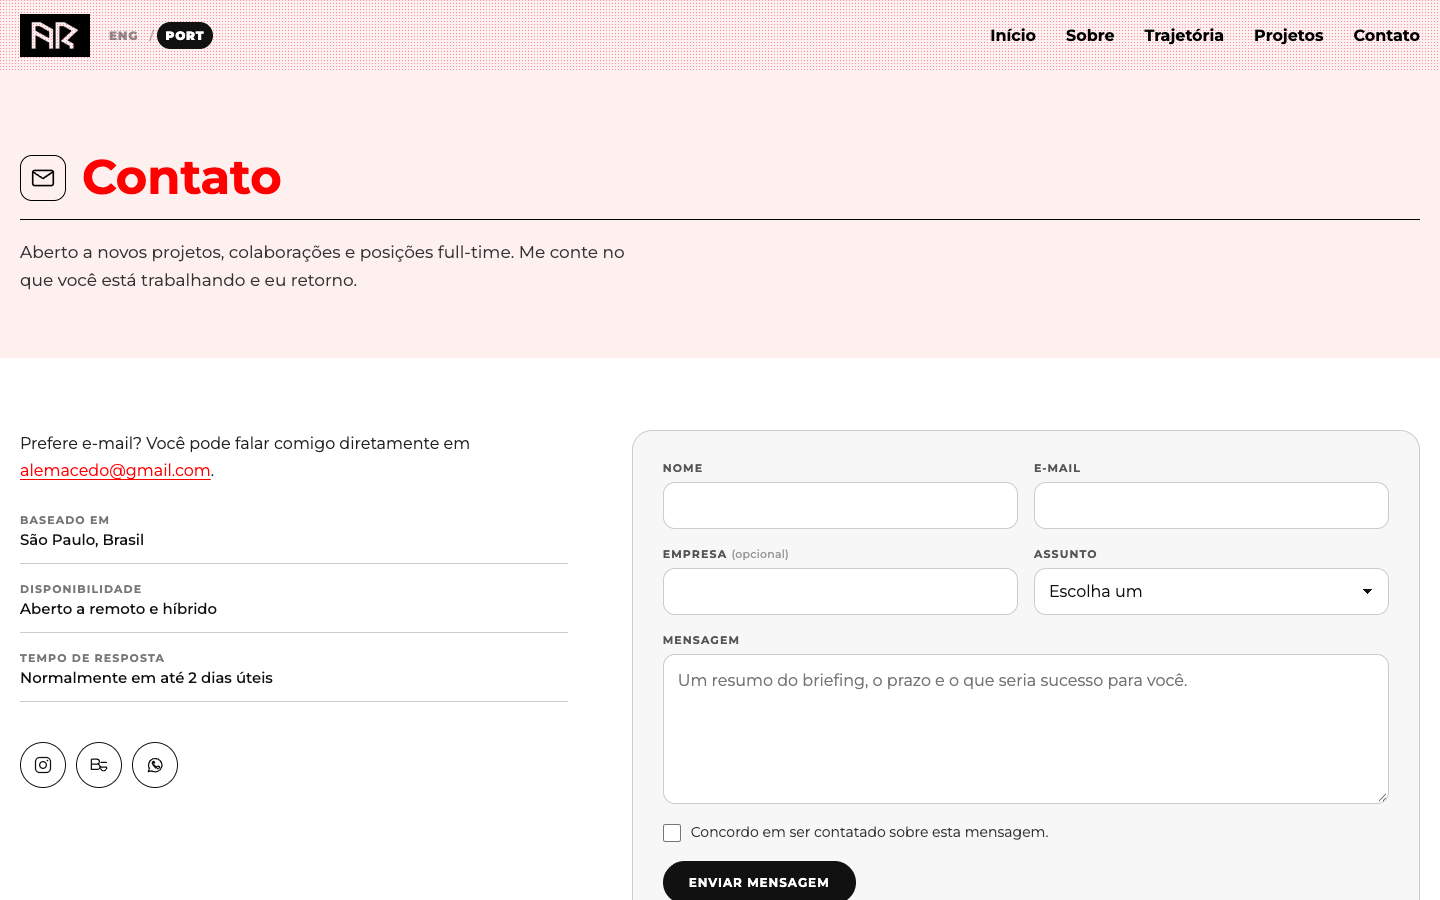 AR
ENG / PORT
Início Sobre Trajetória Projetos Contato
Contato
Aberto a novos projetos, colaborações e posições full-time. Me conte no
que você está trabalhando e eu retorno.
Prefere e-mail? Você pode falar comigo diretamente em
alemacedo@gmail.com.
BASEADO EM
São Paulo, Brasil
DISPONIBILIDADE
Aberto a remoto e híbrido
TEMPO DE RESPOSTA
Normalmente em até 2 dias úteis
NOME
E-MAIL
EMPRESA (opcional)
ASSUNTO
Escolha um
MENSAGEM
Um resumo do briefing, o prazo e o que seria sucesso para você.
Concordo em ser contatado sobre esta mensagem.
ENVIAR MENSAGEM